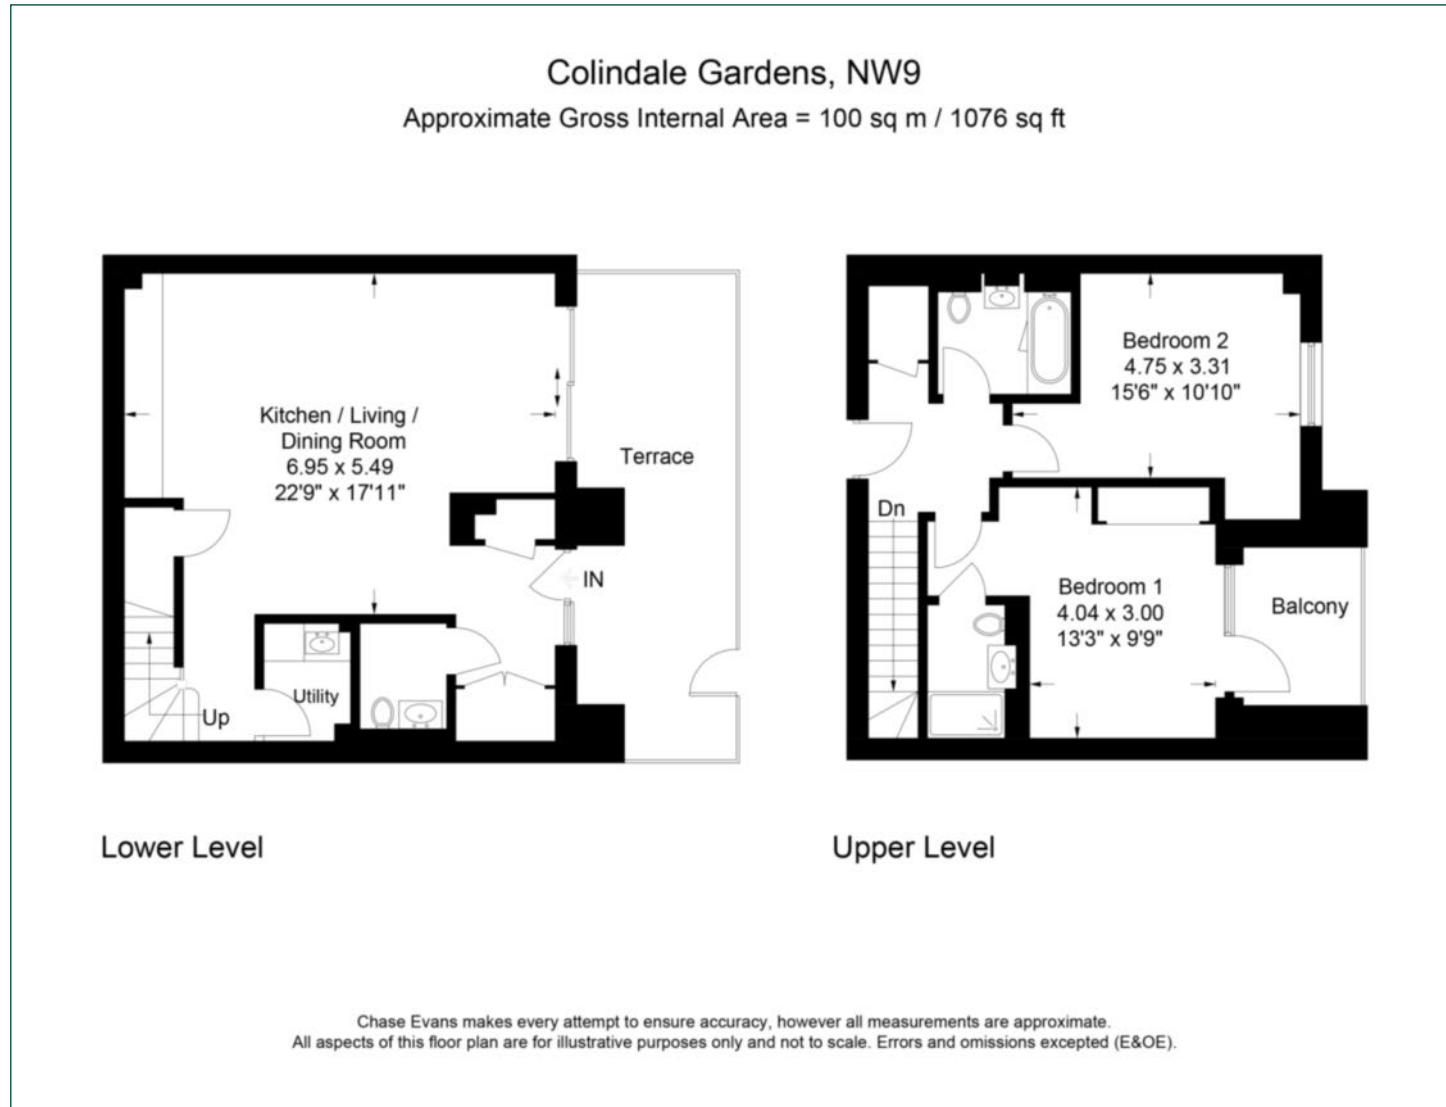 Colindale Gardens, NW9
Approximate Gross Internal Area = 100 sq m / 1076 sq ft
Kitchen / Living /
Dining Room
6.95 x 5.49
22'9" x 17'11"
Terrace
IN
Utility
Up
Lower Level
Bedroom 2
4.75 x 3.31
15'6" x 10'10"
Dn
Bedroom 1
4.04 x 3.00
13'3" x 9'9"
Balcony
Upper Level
Chase Evans makes every attempt to ensure accuracy, however all measurements are approximate.
All aspects of this floor plan are for illustrative purposes only and not to scale. Errors and omissions excepted (E&OE).